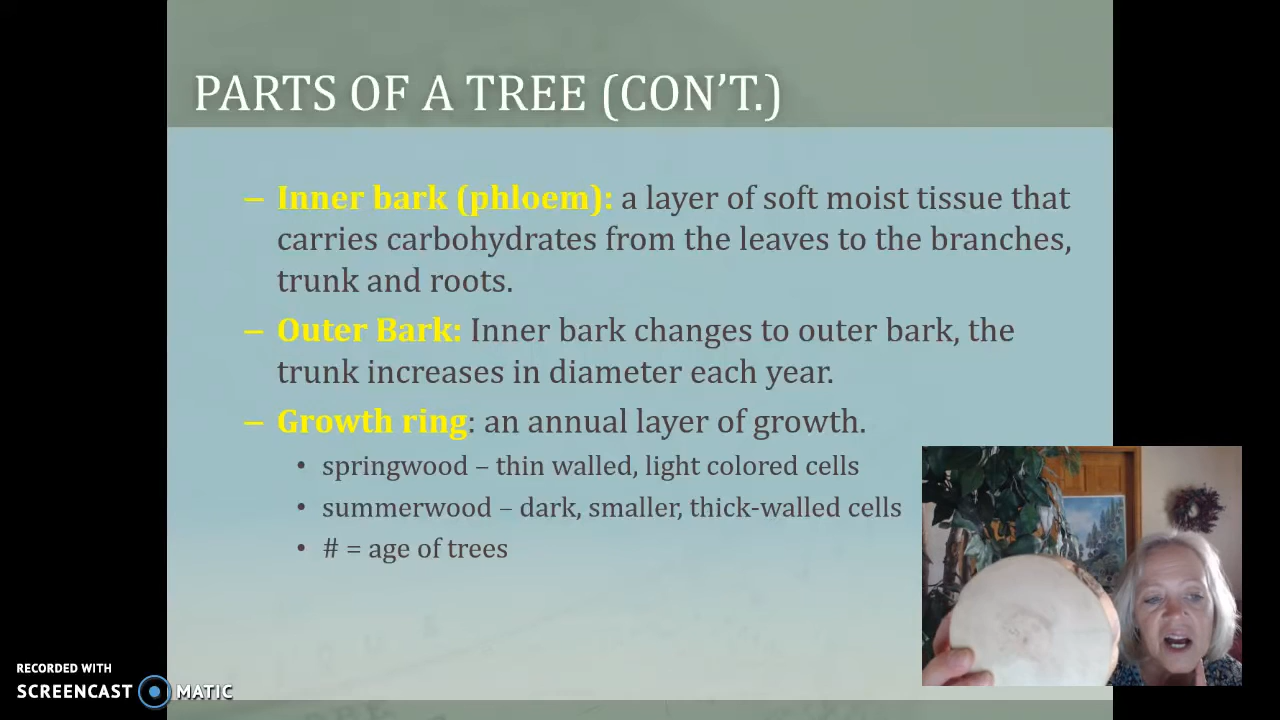 PARTS OF A TREE (CON’T.)
– Inner bark (phloem): a layer of soft moist tissue that
carries carbohydrates from the leaves to the branches,
trunk and roots.
– Outer Bark: Inner bark changes to outer bark, the
trunk increases in diameter each year.
– Growth ring: an annual layer of growth.
• springwood – thin walled, light colored cells
• summerwood – dark, smaller, thick-walled cells
• # = age of trees
RECORDED WITH
SCREENCAST MATIC